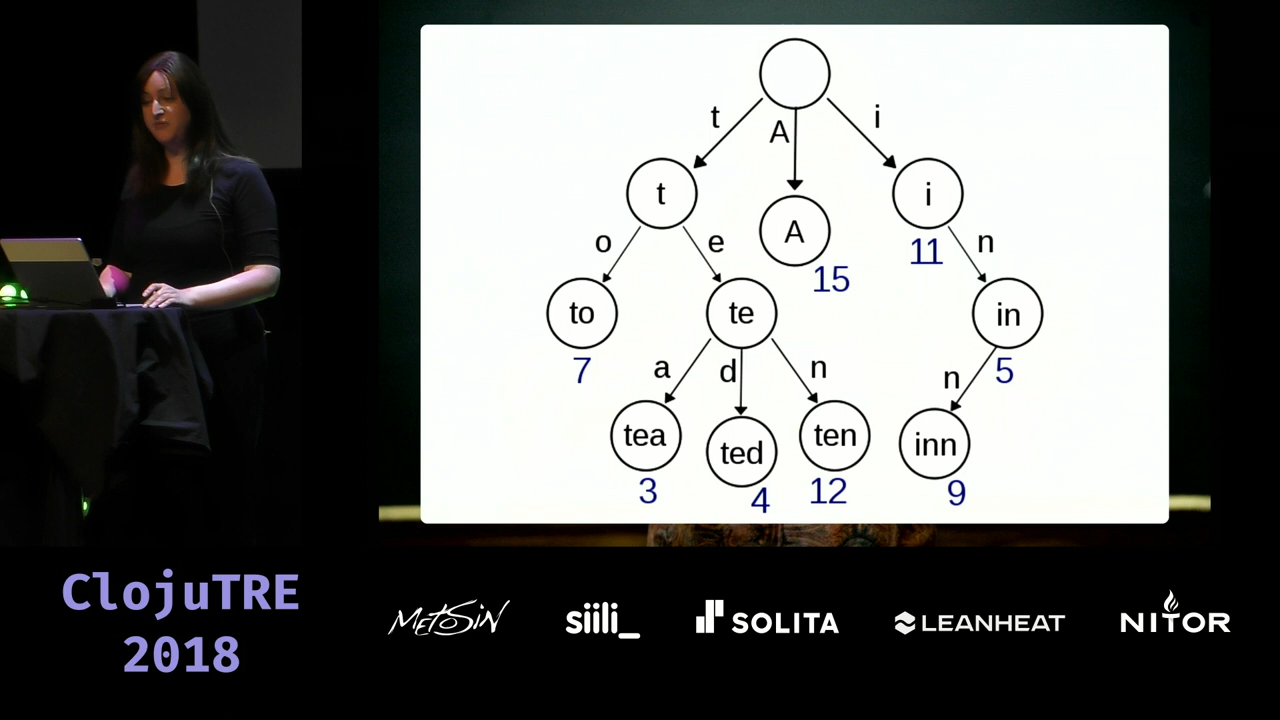 t
A
i
t
A
i
15
11
o
e
n
to
te
in
7
5
a
d
n
n
tea
ted
ten
inn
3
4
12
9
ClojuTRE
2018
METOSIN
siili_
SOLITA
LEANHEAT
NITOR